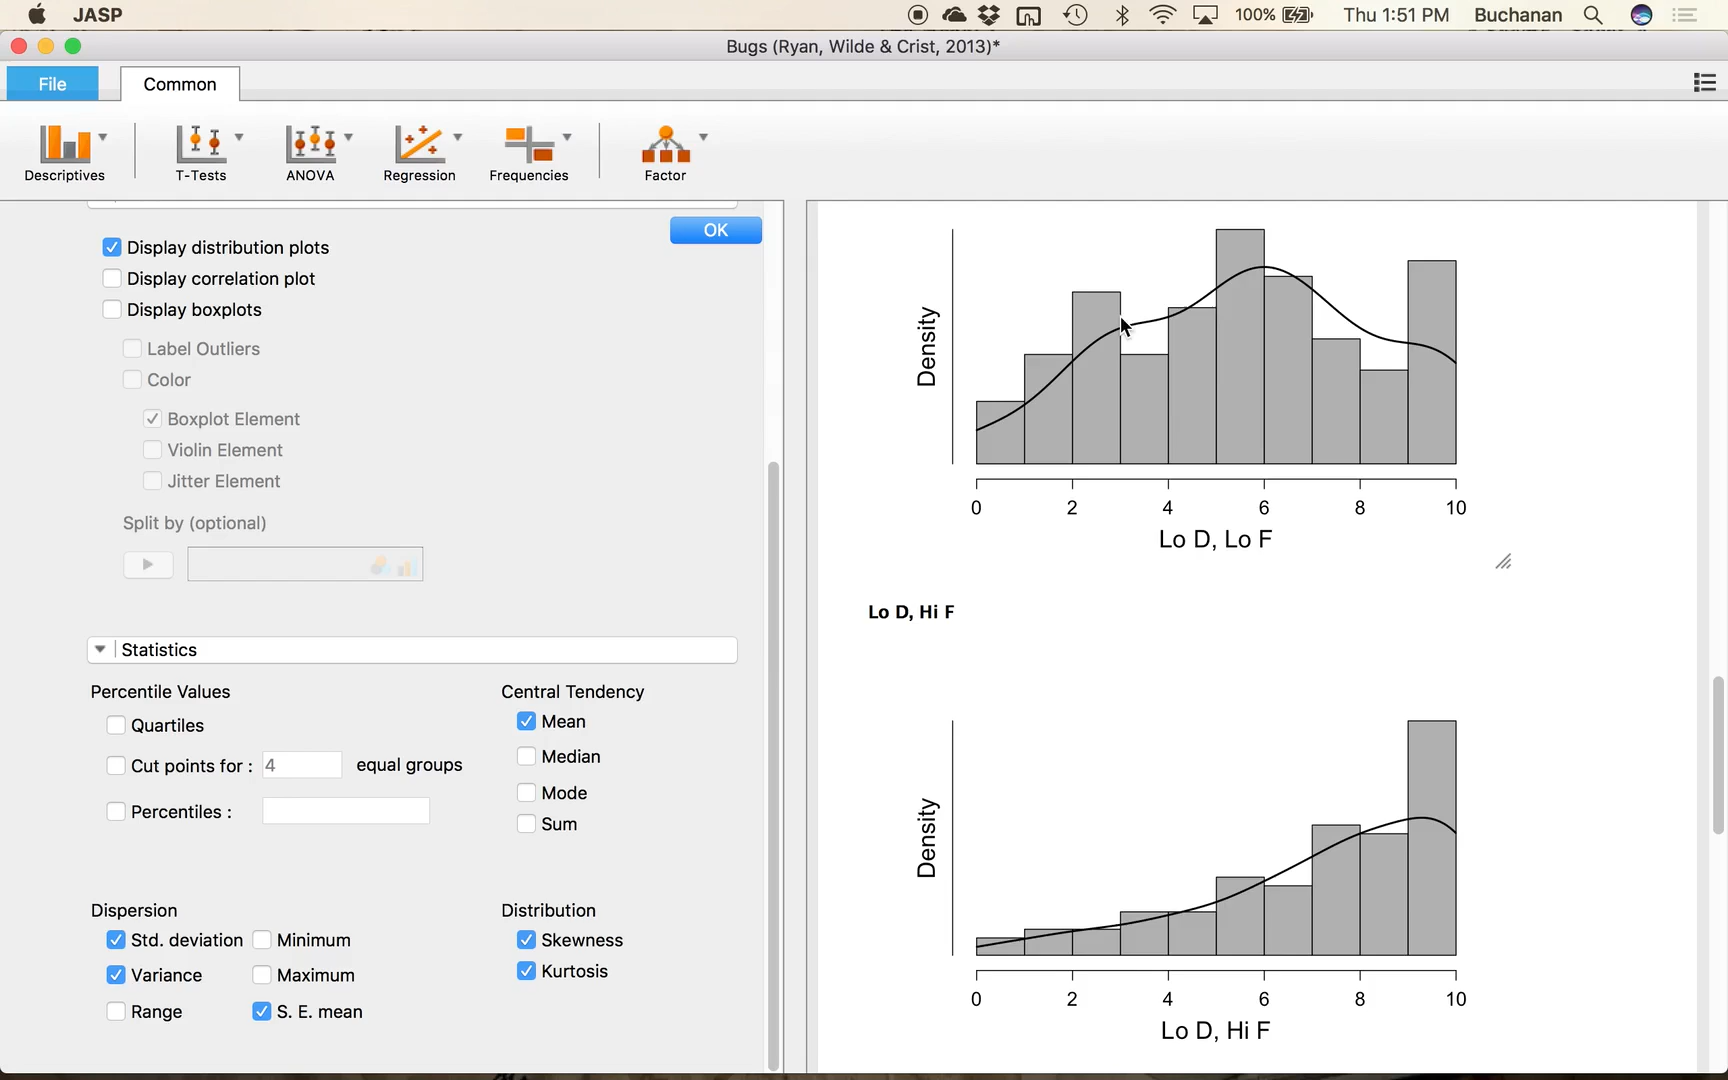 JASP
100%
Thu 1:51 PM
Buchanan
Bugs (Ryan, Wilde & Crist, 2013)*
File
Common
Descriptives
T-Tests
ANOVA
Regression
Frequencies
Factor
OK
Display distribution plots
Display correlation plot
Display boxplots
Label Outliers
Color
Boxplot Element
Violin Element
Jitter Element
Split by (optional)
Statistics
Percentile Values
Quartiles
Cut points for : 4 equal groups
Percentiles :
Central Tendency
Mean
Median
Mode
Sum
Dispersion
Std. deviation
Minimum
Variance
Maximum
Range
S. E. mean
Distribution
Skewness
Kurtosis
Density
0 2 4 6 8 10
Lo D, Lo F
Lo D, Hi F
Density
0 2 4 6 8 10
Lo D, Hi F